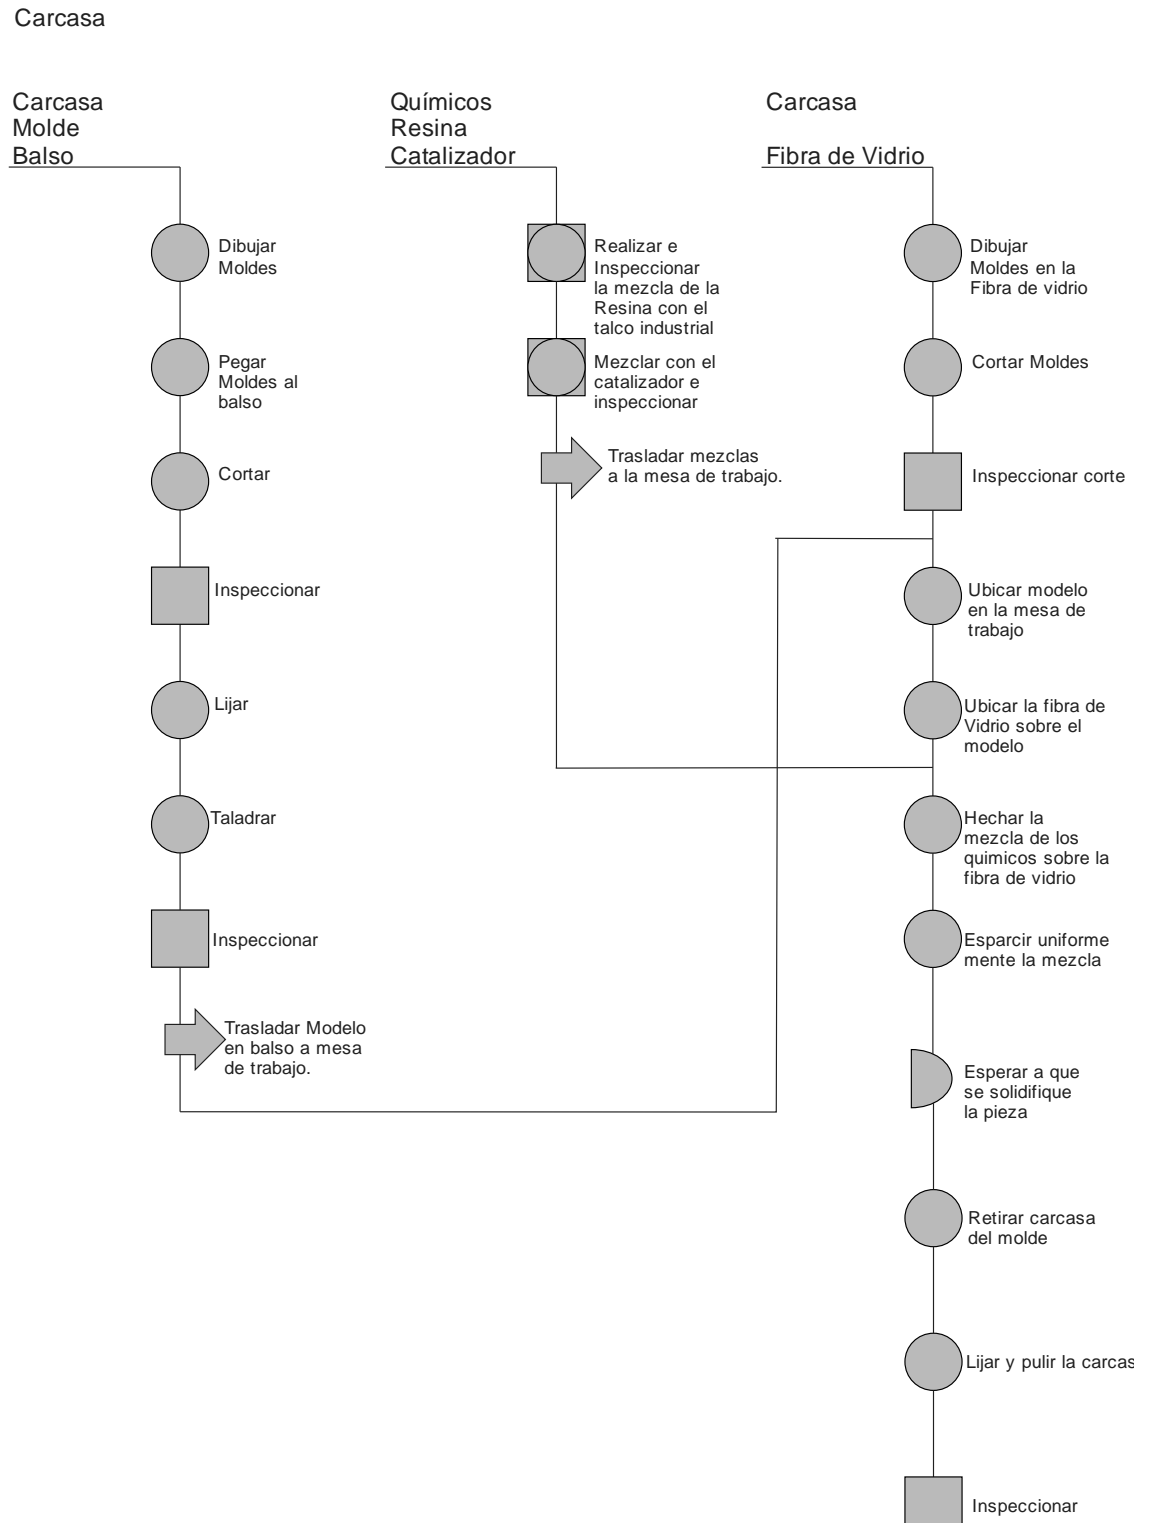 Carcasa
Carcasa
Molde
Balso
Dibujar
Moldes
Pegar
Moldes al
balso
Cortar
Inspeccionar
Lijar
Taladrar
Inspeccionar
Trasladar Modelo
en balso a mesa
de trabajo.
Químicos
Resina
Catalizador
Realizar e
Inspeccionar
la mezcla de la
Resina con el
talco industrial
Mezclar con el
catalizador e
inspeccionar
Trasladar mezclas
a la mesa de trabajo.
Carcasa
Fibra de Vidrio
Dibujar
Moldes en la
Fibra de vidrio
Cortar Moldes
Inspeccionar corte
Ubicar modelo
en la mesa de
trabajo
Ubicar la fibra de
Vidrio sobre el
modelo
Hechar la
mezcla de los
quimicos sobre la
fibra de vidrio
Esparcir uniforme
mente la mezcla
Esperar a que
se solidifique
la pieza
Retirar carcasa
del molde
Lijar y pulir la carcas
Inspeccionar